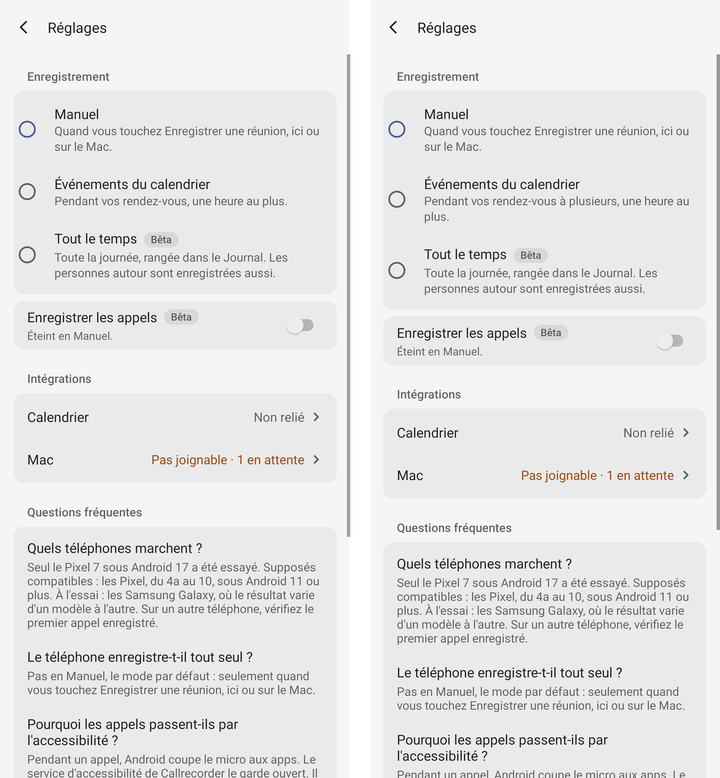 Réglages
Enregistrement
Manuel
Quand vous touchez Enregistrer une réunion, ici ou
sur le Mac.
Événements du calendrier
Pendant vos rendez-vous, une heure au plus.
Tout le temps Bêta
Toute la journée, rangée dans le Journal. Les
personnes autour sont enregistrées aussi.
Enregistrer les appels Bêta
Éteint en Manuel.
Intégrations
Calendrier Non relié
Mac Pas joignable · 1 en attente
Questions fréquentes
Quels téléphones marchent ?
Seul le Pixel 7 sous Android 17 a été essayé. Supposés
compatibles : les Pixel, du 4a au 10, sous Android 11 ou
plus. À l'essai : les Samsung Galaxy, où le résultat varie
d'un modèle à l'autre. Sur un autre téléphone, vérifiez le
premier appel enregistré.
Le téléphone enregistre-t-il tout seul ?
Pas en Manuel, le mode par défaut : seulement quand
vous touchez Enregistrer une réunion, ici ou sur le Mac.
Pourquoi les appels passent-ils par
l'accessibilité ?
Pendant un appel, Android coupe le micro aux apps. Le
service d'accessibilité de Callrecorder le garde ouvert. Il
Réglages
Enregistrement
Manuel
Quand vous touchez Enregistrer une réunion, ici ou
sur le Mac.
Événements du calendrier
Pendant vos rendez-vous à plusieurs, une heure au
plus.
Tout le temps Bêta
Toute la journée, rangée dans le Journal. Les
personnes autour sont enregistrées aussi.
Enregistrer les appels Bêta
Éteint en Manuel.
Intégrations
Calendrier Non relié
Mac Pas joignable · 1 en attente
Questions fréquentes
Quels téléphones marchent ?
Seul le Pixel 7 sous Android 17 a été essayé. Supposés
compatibles : les Pixel, du 4a au 10, sous Android 11 ou
plus. À l'essai : les Samsung Galaxy, où le résultat varie
d'un modèle à l'autre. Sur un autre téléphone, vérifiez le
premier appel enregistré.
Le téléphone enregistre-t-il tout seul ?
Pas en Manuel, le mode par défaut : seulement quand
vous touchez Enregistrer une réunion, ici ou sur le Mac.
Pourquoi les appels passent-ils par
l'accessibilité ?
Pendant un appel, Android coupe le micro aux apps. Le